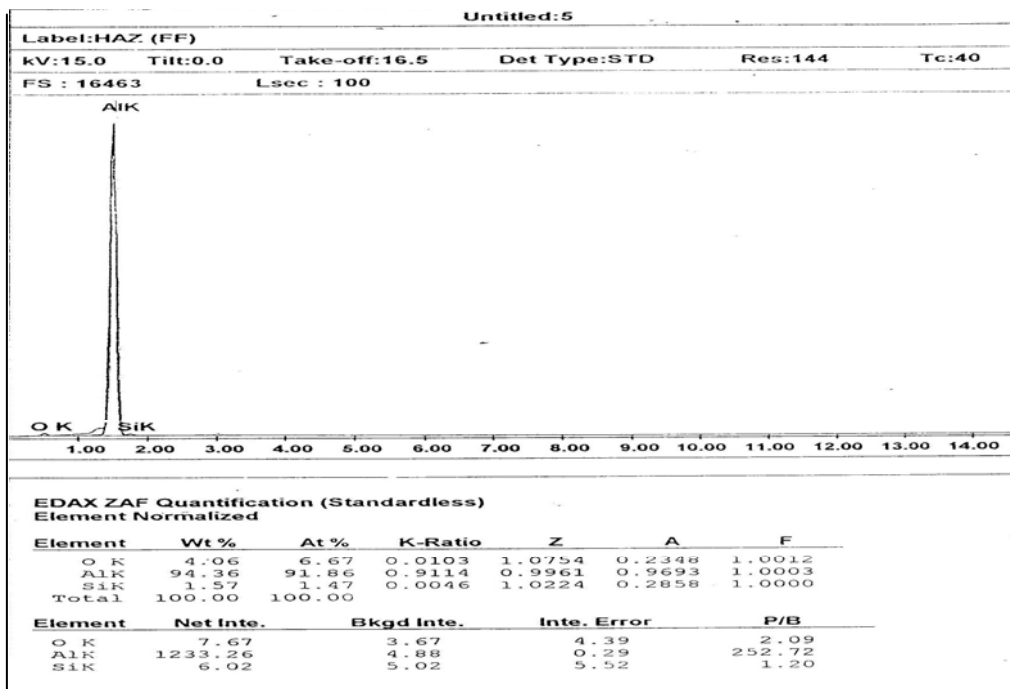 Untitled:5
Label:HAZ (FF)
kV:15.0 Tilt:0.0 Take-off:16.5 Det Type:STD Res:144 Tc:40
FS : 16463 Lsec : 100
AlK
O K SiK
1.00 2.00 3.00 4.00 5.00 6.00 7.00 8.00 9.00 10.00 11.00 12.00 13.00 14.00
EDAX ZAF Quantification (Standardless)
Element Normalized
Element Wt % At % K-Ratio Z A F
O K 4.06 6.67 0.0103 1.0754 0.2348 1.0012
AlK 94.36 91.86 0.9114 0.9961 0.9693 1.0003
SiK 1.57 1.47 0.0046 1.0224 0.2858 1.0000
Total 100.00 100.00
Element Net Inte. Bkgd Inte. Inte. Error P/B
O K 7.67 3.67 4.39 2.09
AlK 1233.26 4.88 0.29 252.72
SiK 6.02 5.02 5.52 1.20